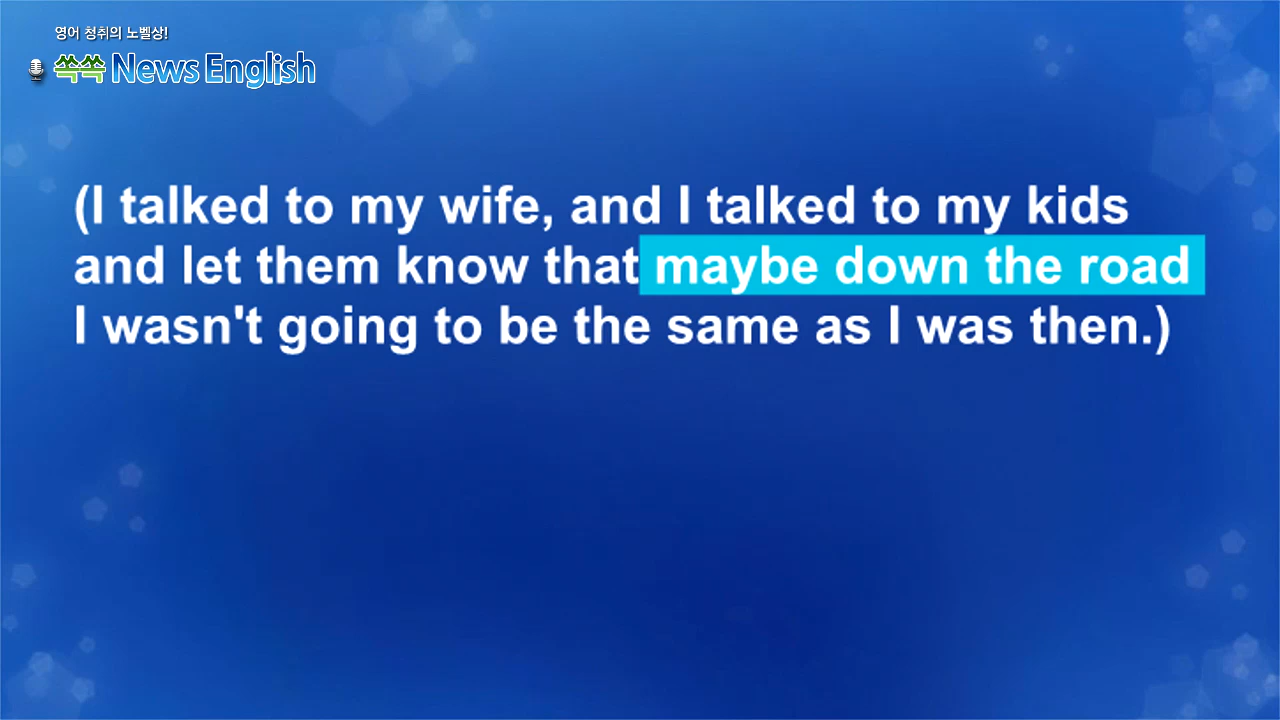 영어 청취의 노벨상!
쏙쏙 News English
(I talked to my wife, and I talked to my kids
and let them know that maybe down the road
I wasn't going to be the same as I was then.)